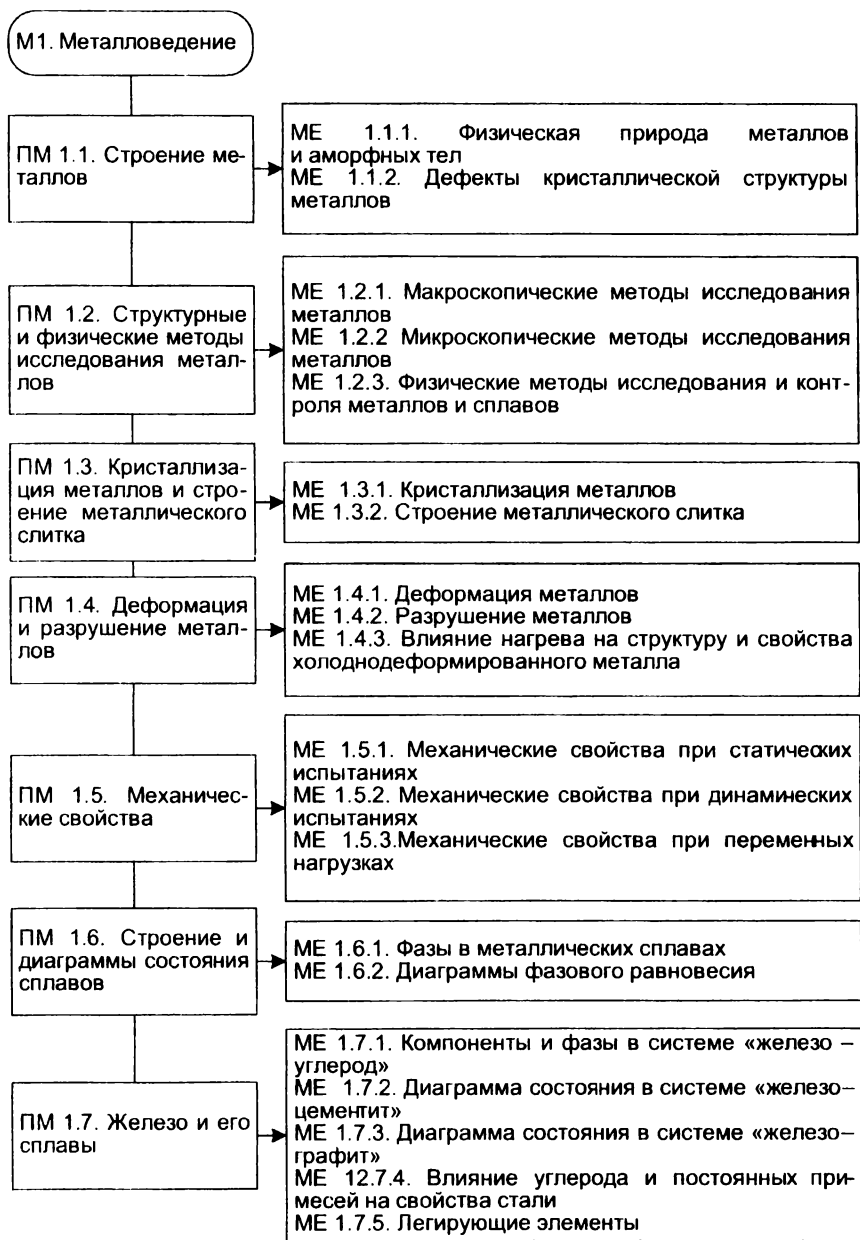 М1. Металловедение
ПМ 1.1. Строение ме-
таллов
МЕ 1.1.1. Физическая природа металлов
и аморфных тел
МЕ 1.1.2. Дефекты кристаллической структуры
металлов
ПМ 1.2. Структурные
и физические методы
исследования метал-
лов
МЕ 1.2.1. Макроскопические методы исследования
металлов
МЕ 1.2.2 Микроскопические методы исследования
металлов
МЕ 1.2.3. Физические методы исследования и конт-
роля металлов и сплавов
ПМ 1.3. Кристаллиза-
ция металлов и стро-
ение металлического
слитка
МЕ 1.3.1. Кристаллизация металлов
МЕ 1.3.2. Строение металлического слитка
ПМ 1.4. Деформация
и разрушение метал-
лов
МЕ 1.4.1. Деформация металлов
МЕ 1.4.2. Разрушение металлов
МЕ 1.4.3. Влияние нагрева на структуру и свойства
холоднодеформированного металла
ПМ 1.5. Механичес-
кие свойства
МЕ 1.5.1. Механические свойства при статических
испытаниях
МЕ 1.5.2. Механические свойства при динамических
испытаниях
МЕ 1.5.3.Механические свойства при переменных
нагрузках
ПМ 1.6. Строение и
диаграммы состояния
сплавов
МЕ 1.6.1. Фазы в металлических сплавах
МЕ 1.6.2. Диаграммы фазового равновесия
ПМ 1.7. Железо и его
сплавы
МЕ 1.7.1. Компоненты и фазы в системе «железо –
углерод»
МЕ 1.7.2. Диаграмма состояния в системе «железо–
цементит»
МЕ 1.7.3. Диаграмма состояния в системе «железо–
графит»
МЕ 12.7.4. Влияние углерода и постоянных при-
месей на свойства стали
МЕ 1.7.5. Легирующие элементы